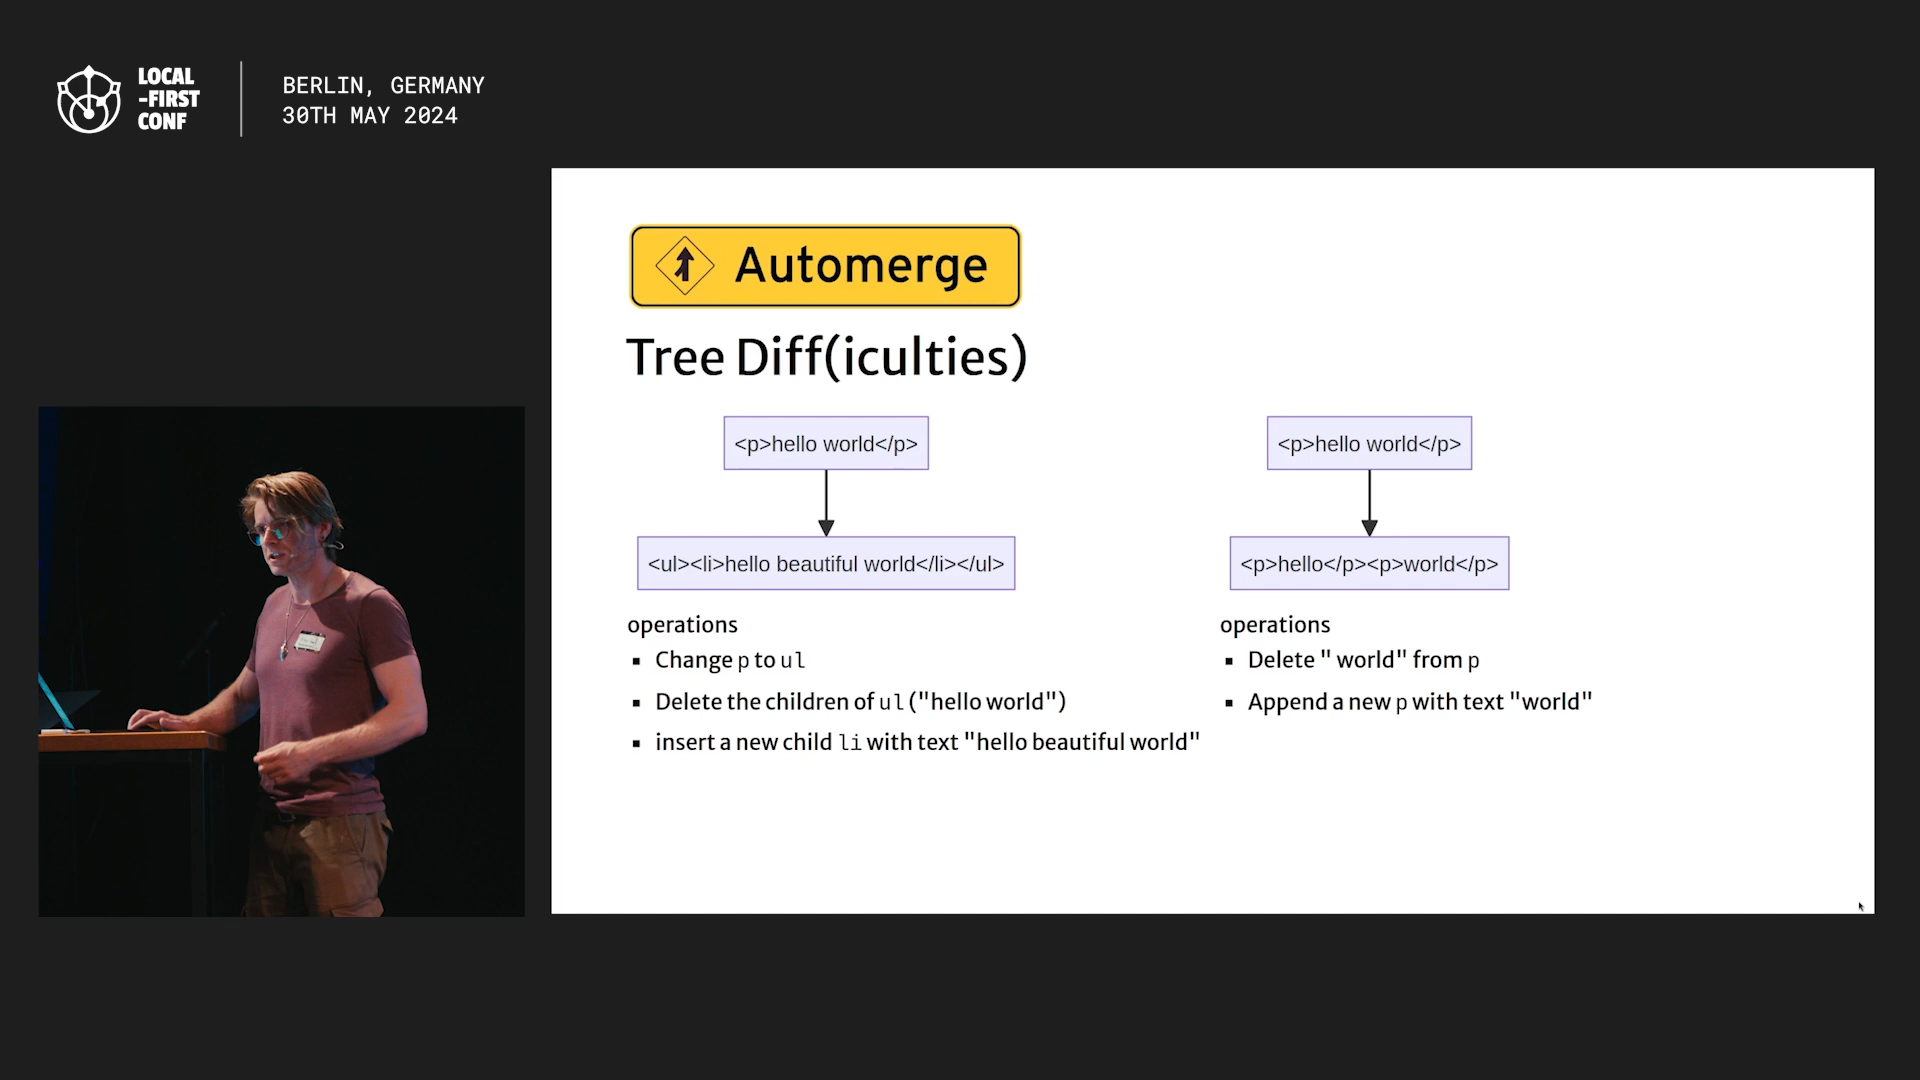 LOCAL
-FIRST
CONF
BERLIN, GERMANY
30TH MAY 2024
Automerge
Tree Diff(iculties)
<p>hello world</p>
<ul><li>hello beautiful world</li></ul>
operations
▪ Change p to ul
▪ Delete the children of ul ("hello world")
▪ insert a new child li with text "hello beautiful world"
<p>hello world</p>
<p>hello</p><p>world</p>
operations
▪ Delete " world" from p
▪ Append a new p with text "world"